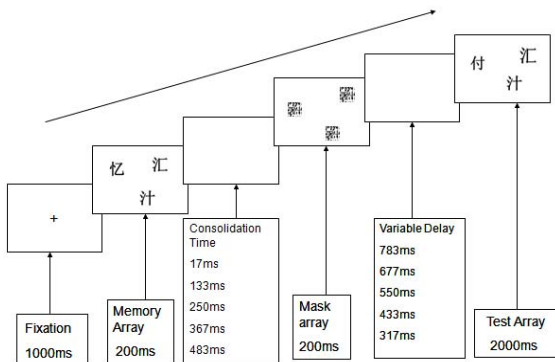 付 汇
汁
忆 汇
汁
+
Consolidation
Time
17ms
133ms
250ms
367ms
483ms
Variable Delay
783ms
677ms
550ms
433ms
317ms
Fixation
1000ms
Memory
Array
200ms
Mask
array
200ms
Test Array
2000ms